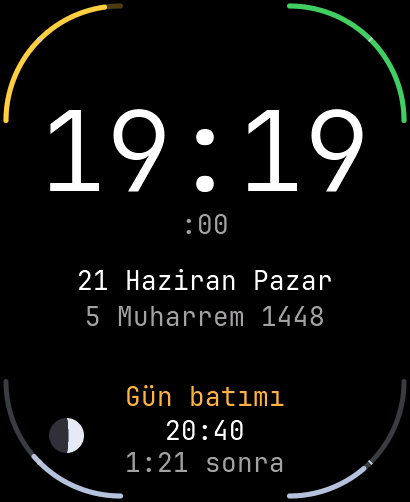 19:19
:00
21 Haziran Pazar
5 Muharrem 1448
Gün batımı
20:40
1:21 sonra